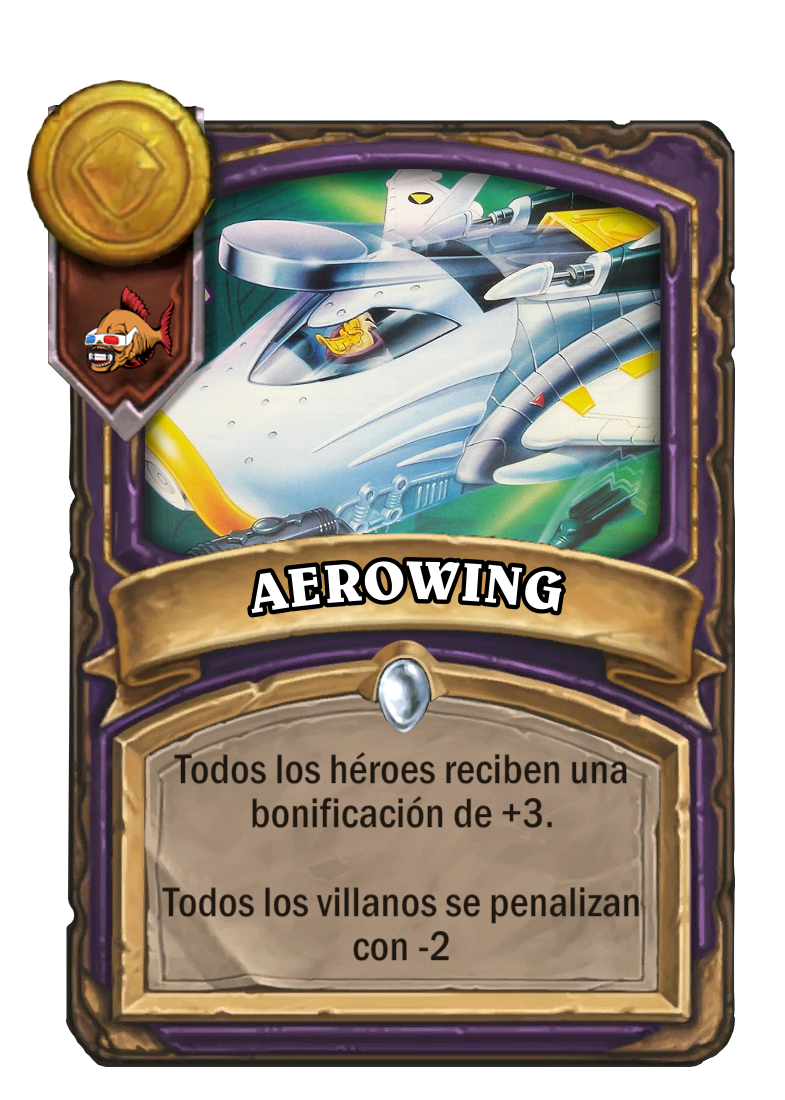 AEROWING
Todos los héroes reciben una
bonificación de +3.
Todos los villanos se penalizan
con -2